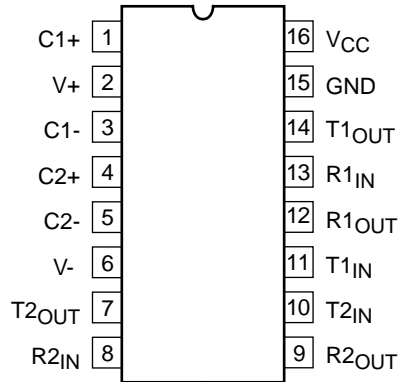 C1+ 1 16 VCC
V+ 2 15 GND
C1- 3 14 T1OUT
C2+ 4 13 R1IN
C2- 5 12 R1OUT
V- 6 11 T1IN
T2OUT 7 10 T2IN
R2IN 8 9 R2OUT